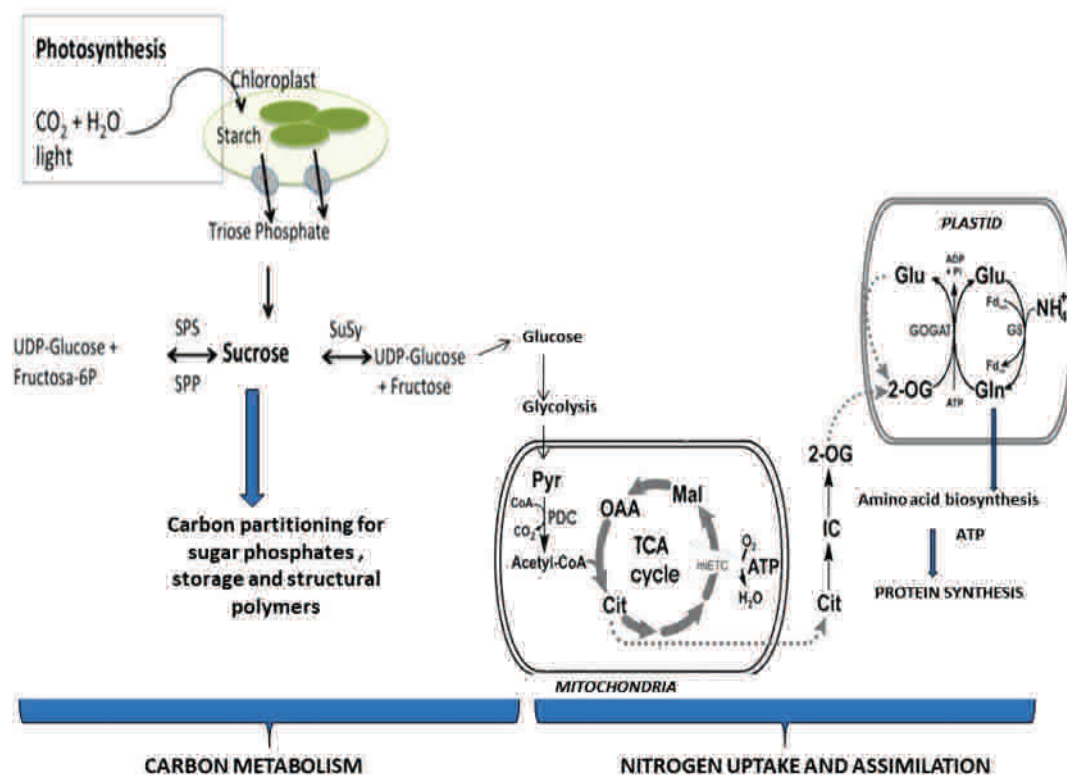 Photosynthesis
CO2 + H2O
light
Chloroplast
Starch
Triose Phosphate
UDP-Glucose +
Fructosa-6P
SPS
SPP
Sucrose
SuSy
UDP-Glucose
+ Fructose
Glucose
Glycolysis
Carbon partitioning for
sugar phosphates ,
storage and structural
polymers
Pyr
CoA
CO2
PDC
Acetyl-CoA
OAA
Mal
TCA
cycle
Cit
mETC
O2
ATP
H2O
MITOCHONDRIA
Cit
IC
2-OG
PLASTID
Glu
ADP
+ Pi
Glu
Fd
NH4+
GOGAT
GS
Fd
2-OG
ATP
Gln
Amino acid biosynthesis
ATP
PROTEIN SYNTHESIS
CARBON METABOLISM
NITROGEN UPTAKE AND ASSIMILATION